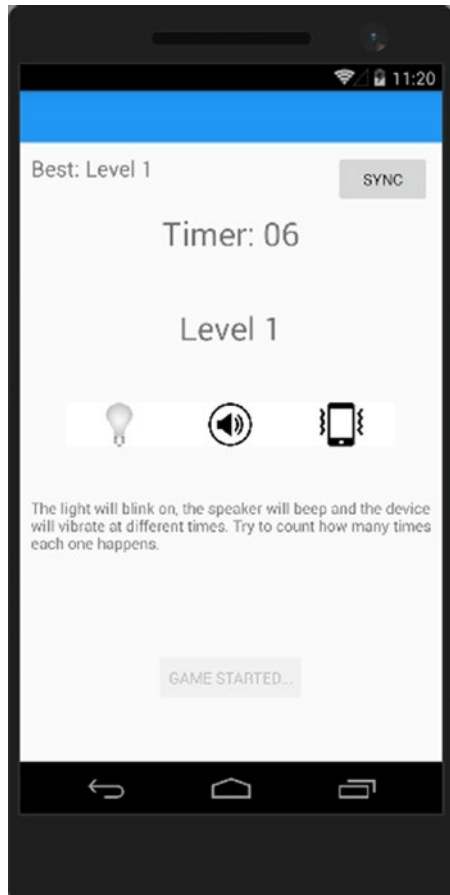 11:20
Best: Level 1
SYNC
Timer: 06
Level 1
The light will blink on, the speaker will beep and the device
will vibrate at different times. Try to count how many times
each one happens.
GAME STARTED...